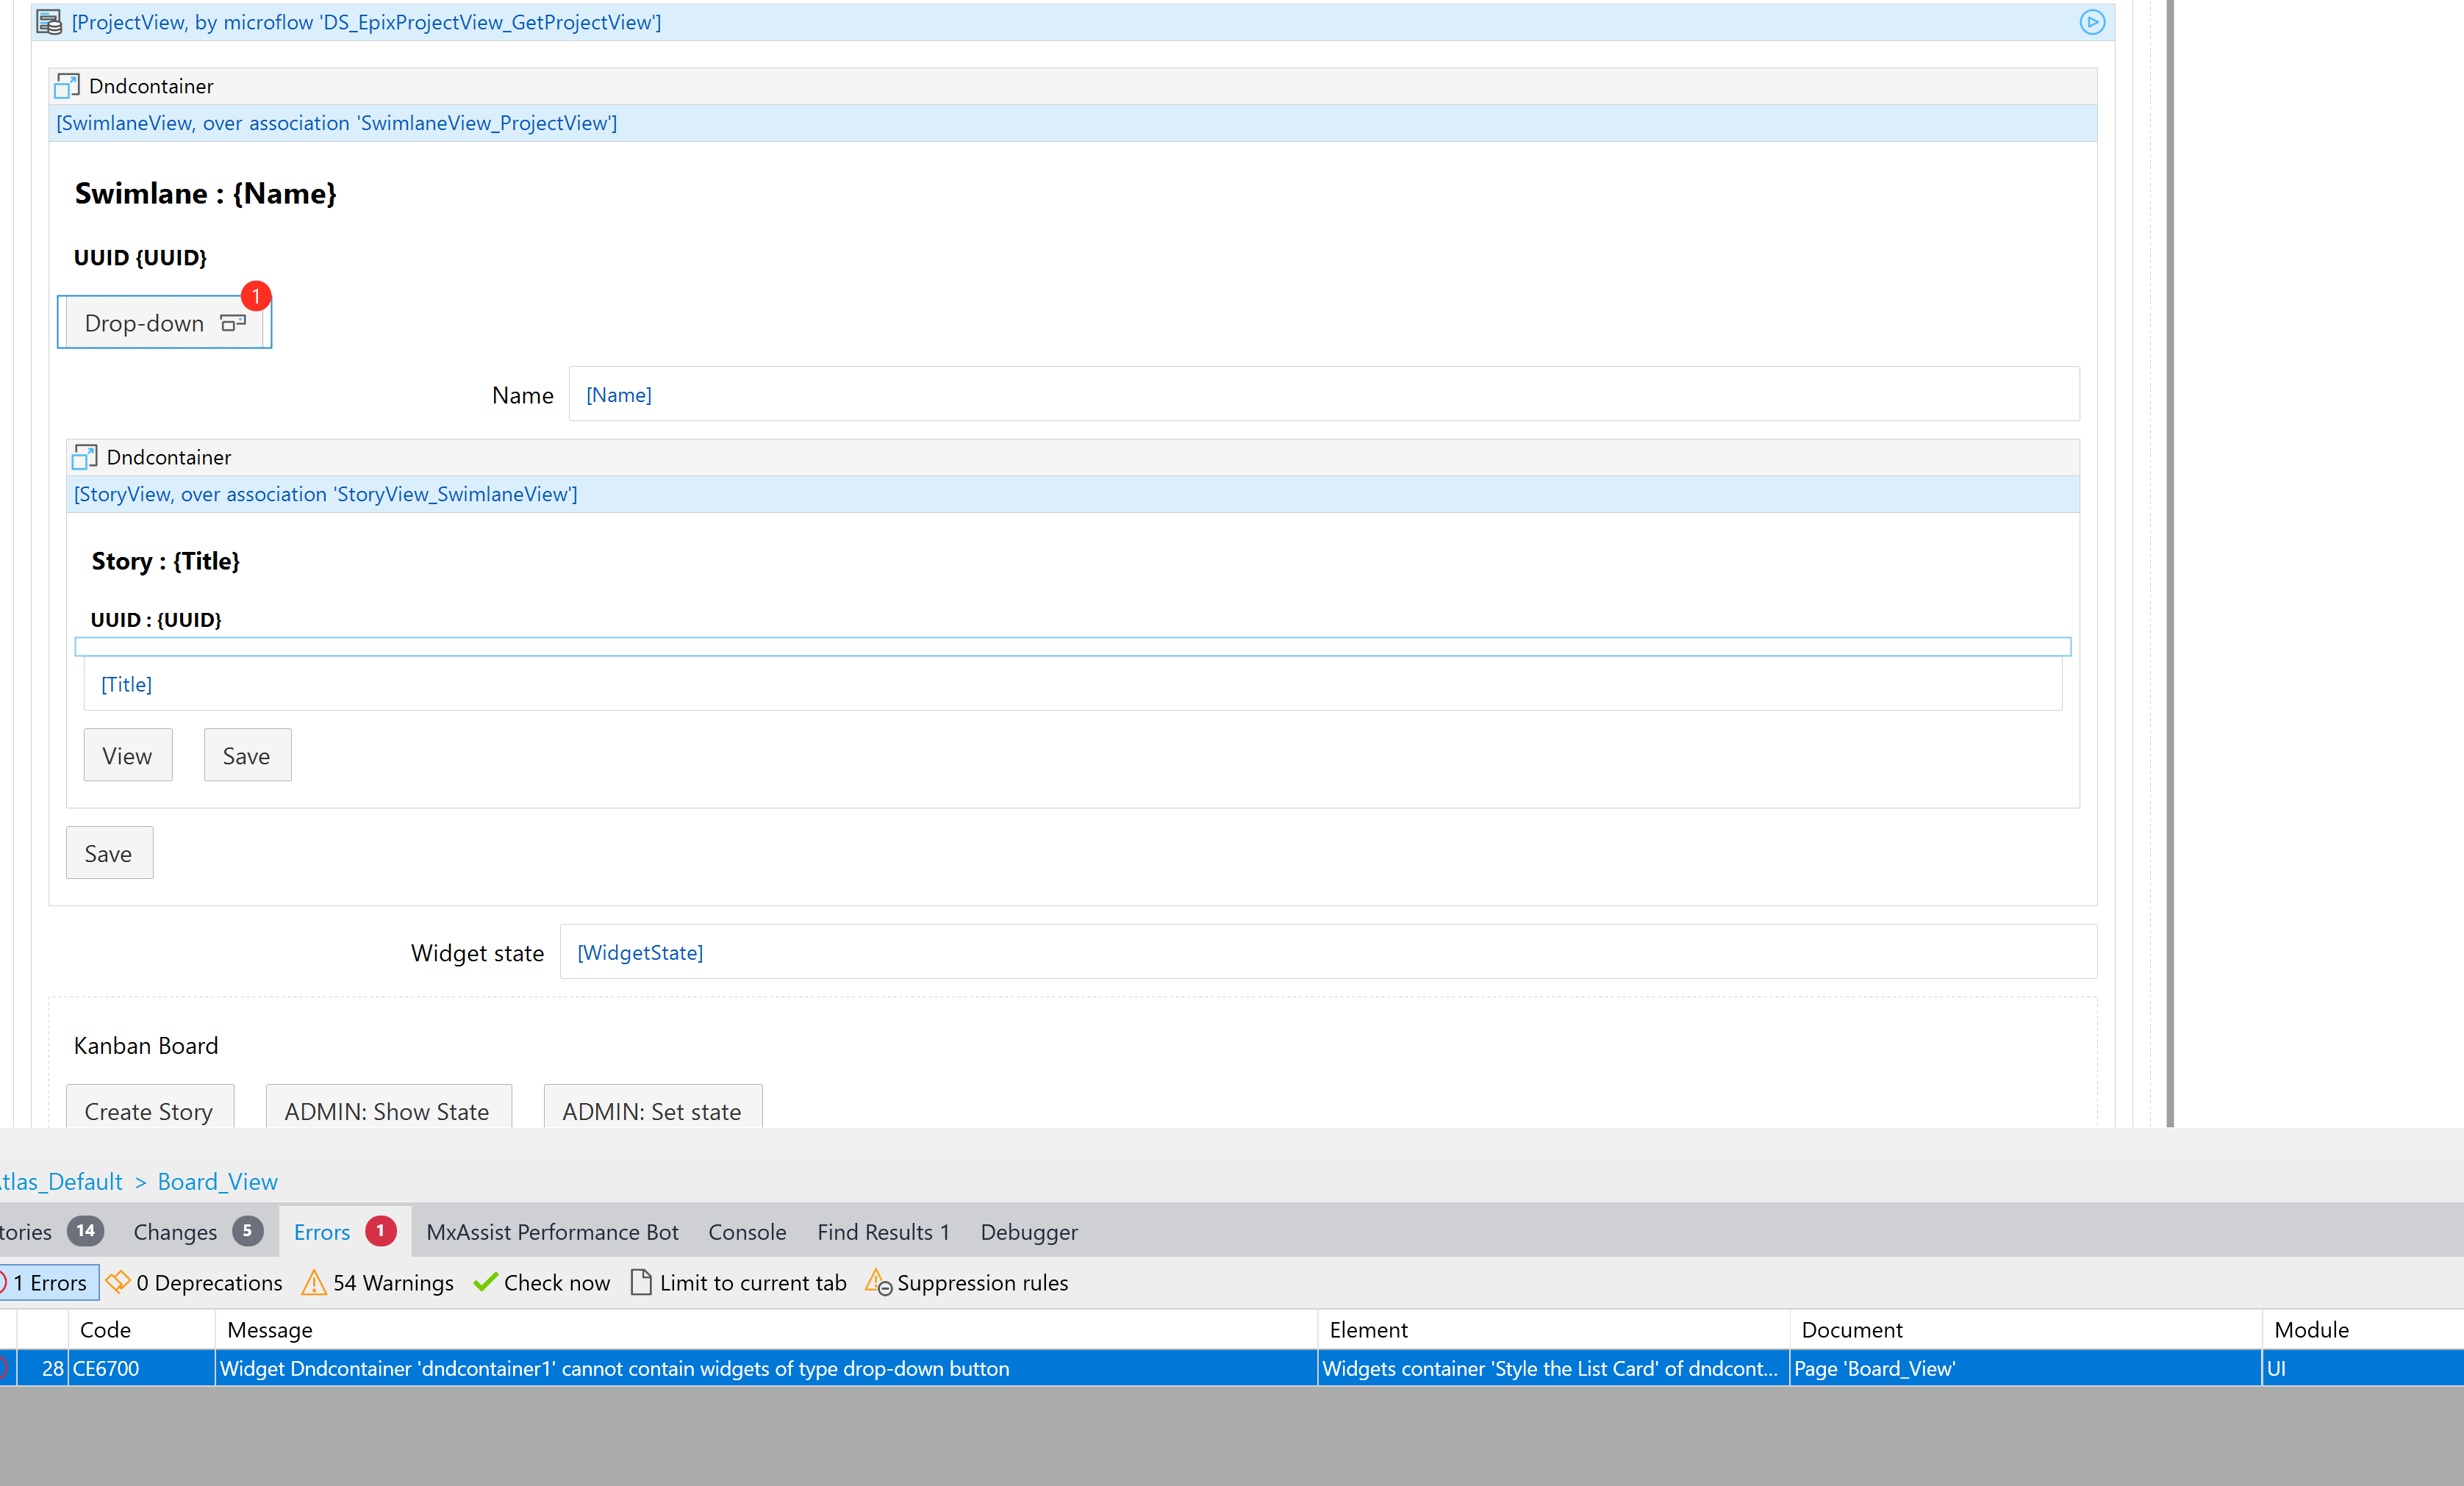 [ProjectView, by microflow 'DS_EpixProjectView_GetProjectView']
Dndcontainer
[SwimlaneView, over association 'SwimlaneView_ProjectView']
Swimlane : {Name}
UUID {UUID}
1
Drop-down
Name [Name]
Dndcontainer
[StoryView, over association 'StoryView_SwimlaneView']
Story : {Title}
UUID : {UUID}
[Title]
View Save
Save
Widget state [WidgetState]
Kanban Board
Create Story ADMIN: Show State ADMIN: Set state
tlas_Default > Board_View
tories 14 Changes 5 Errors 1 MxAssist Performance Bot Console Find Results 1 Debugger
1 Errors 0 Deprecations 54 Warnings Check now Limit to current tab Suppression rules
Code Message Element Document Module
28 CE6700 Widget Dndcontainer 'dndcontainer1' cannot contain widgets of type drop-down button Widgets container 'Style the List Card' of dndcont... Page 'Board_View' UI